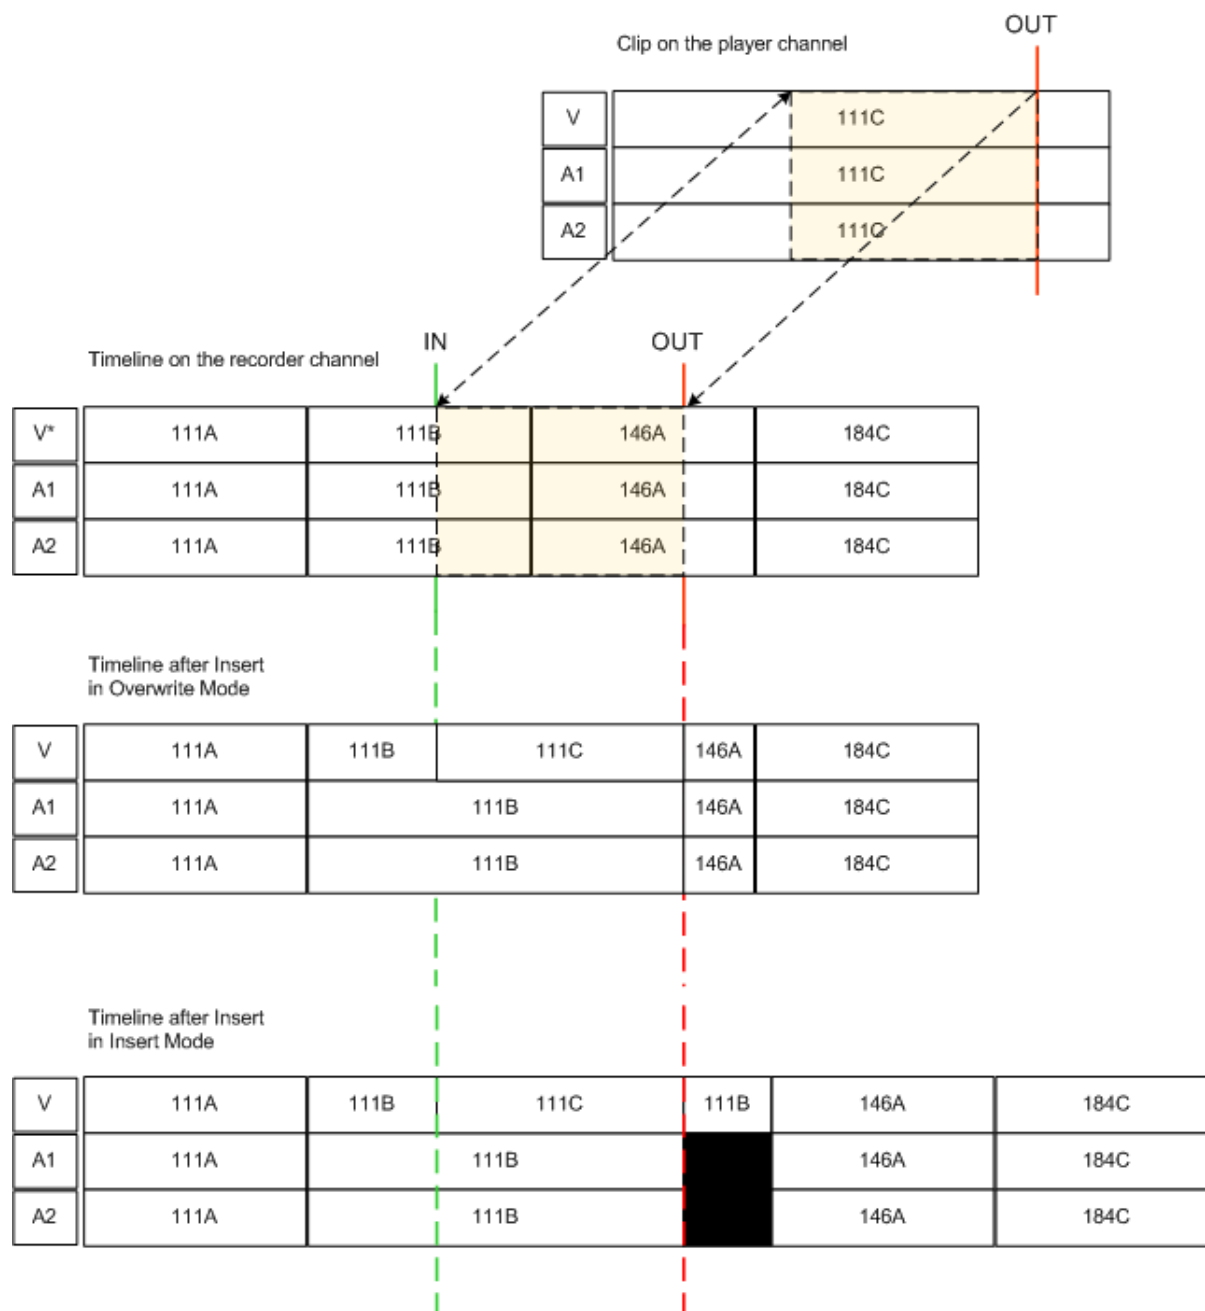 OUT
Clip on the player channel
V 111C
A1 111C
A2 111C
IN OUT
Timeline on the recorder channel
V* 111A 111B 146A 184C
A1 111A 111B 146A 184C
A2 111A 111B 146A 184C
Timeline after Insert
in Overwrite Mode
V 111A 111B 111C 146A 184C
A1 111A 111B 146A 184C
A2 111A 111B 146A 184C
Timeline after Insert
in Insert Mode
V 111A 111B 111C 111B 146A 184C
A1 111A 111B 146A 184C
A2 111A 111B 146A 184C